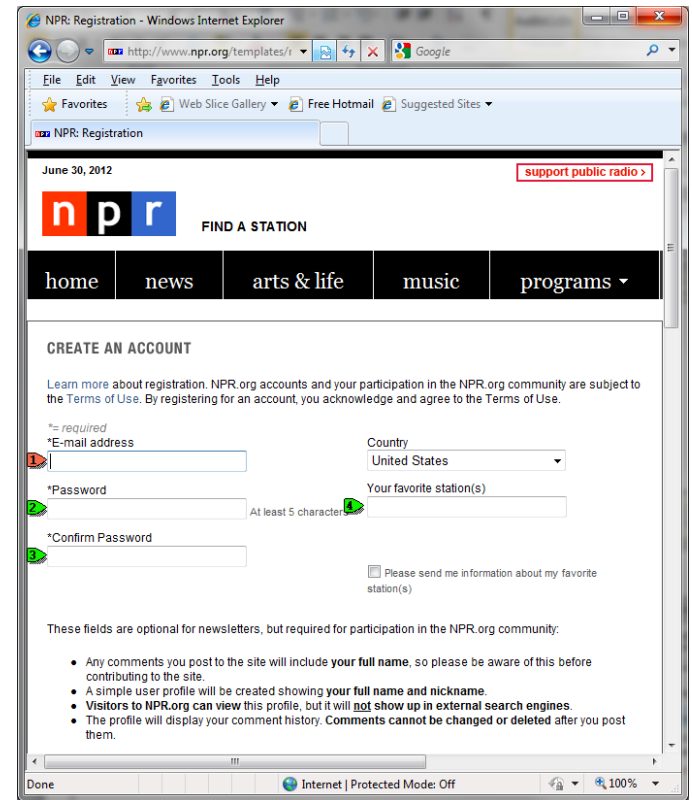 NPR: Registration - Windows Internet Explorer
npr http://www.npr.org/templates/r Google
File Edit View Favorites Tools Help
Favorites Web Slice Gallery Free Hotmail Suggested Sites
npr NPR: Registration
June 30, 2012
support public radio >
npr FIND A STATION
home news arts & life music programs
CREATE AN ACCOUNT
Learn more about registration. NPR.org accounts and your participation in the NPR.org community are subject to
the Terms of Use. By registering for an account, you acknowledge and agree to the Terms of Use.
*= required
*E-mail address Country
1 United States
*Password Your favorite station(s)
2 At least 5 characters 4
*Confirm Password
3
Please send me information about my favorite
station(s)
These fields are optional for newsletters, but required for participation in the NPR.org community:
• Any comments you post to the site will include your full name, so please be aware of this before
contributing to the site.
• A simple user profile will be created showing your full name and nickname.
• Visitors to NPR.org can view this profile, but it will not show up in external search engines.
• The profile will display your comment history. Comments cannot be changed or deleted after you post
them.
Done Internet | Protected Mode: Off 100%